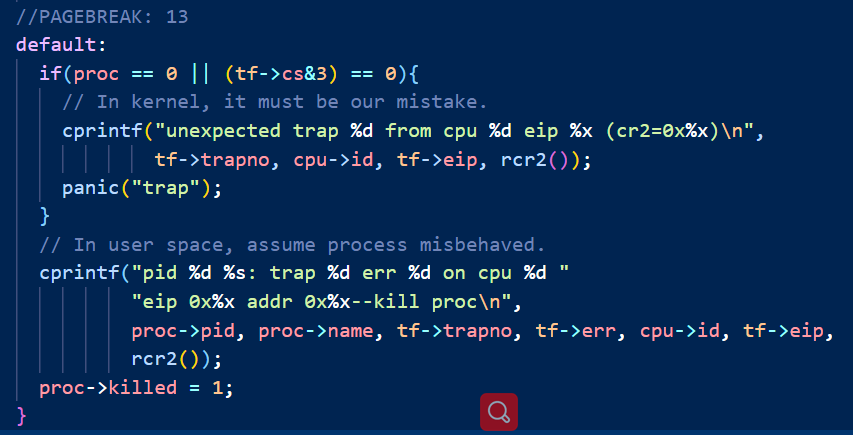 //PAGEBREAK: 13
default:
if(proc == 0 || (tf->cs&3) == 0){
// In kernel, it must be our mistake.
cprintf("unexpected trap %d from cpu %d eip %x (cr2=0x%x)\n",
tf->trapno, cpu->id, tf->eip, rcr2());
panic("trap");
}
// In user space, assume process misbehaved.
cprintf("pid %d %s: trap %d err %d on cpu %d "
"eip 0x%x addr 0x%x--kill proc\n",
proc->pid, proc->name, tf->trapno, tf->err, cpu->id, tf->eip,
rcr2());
proc->killed = 1;
}